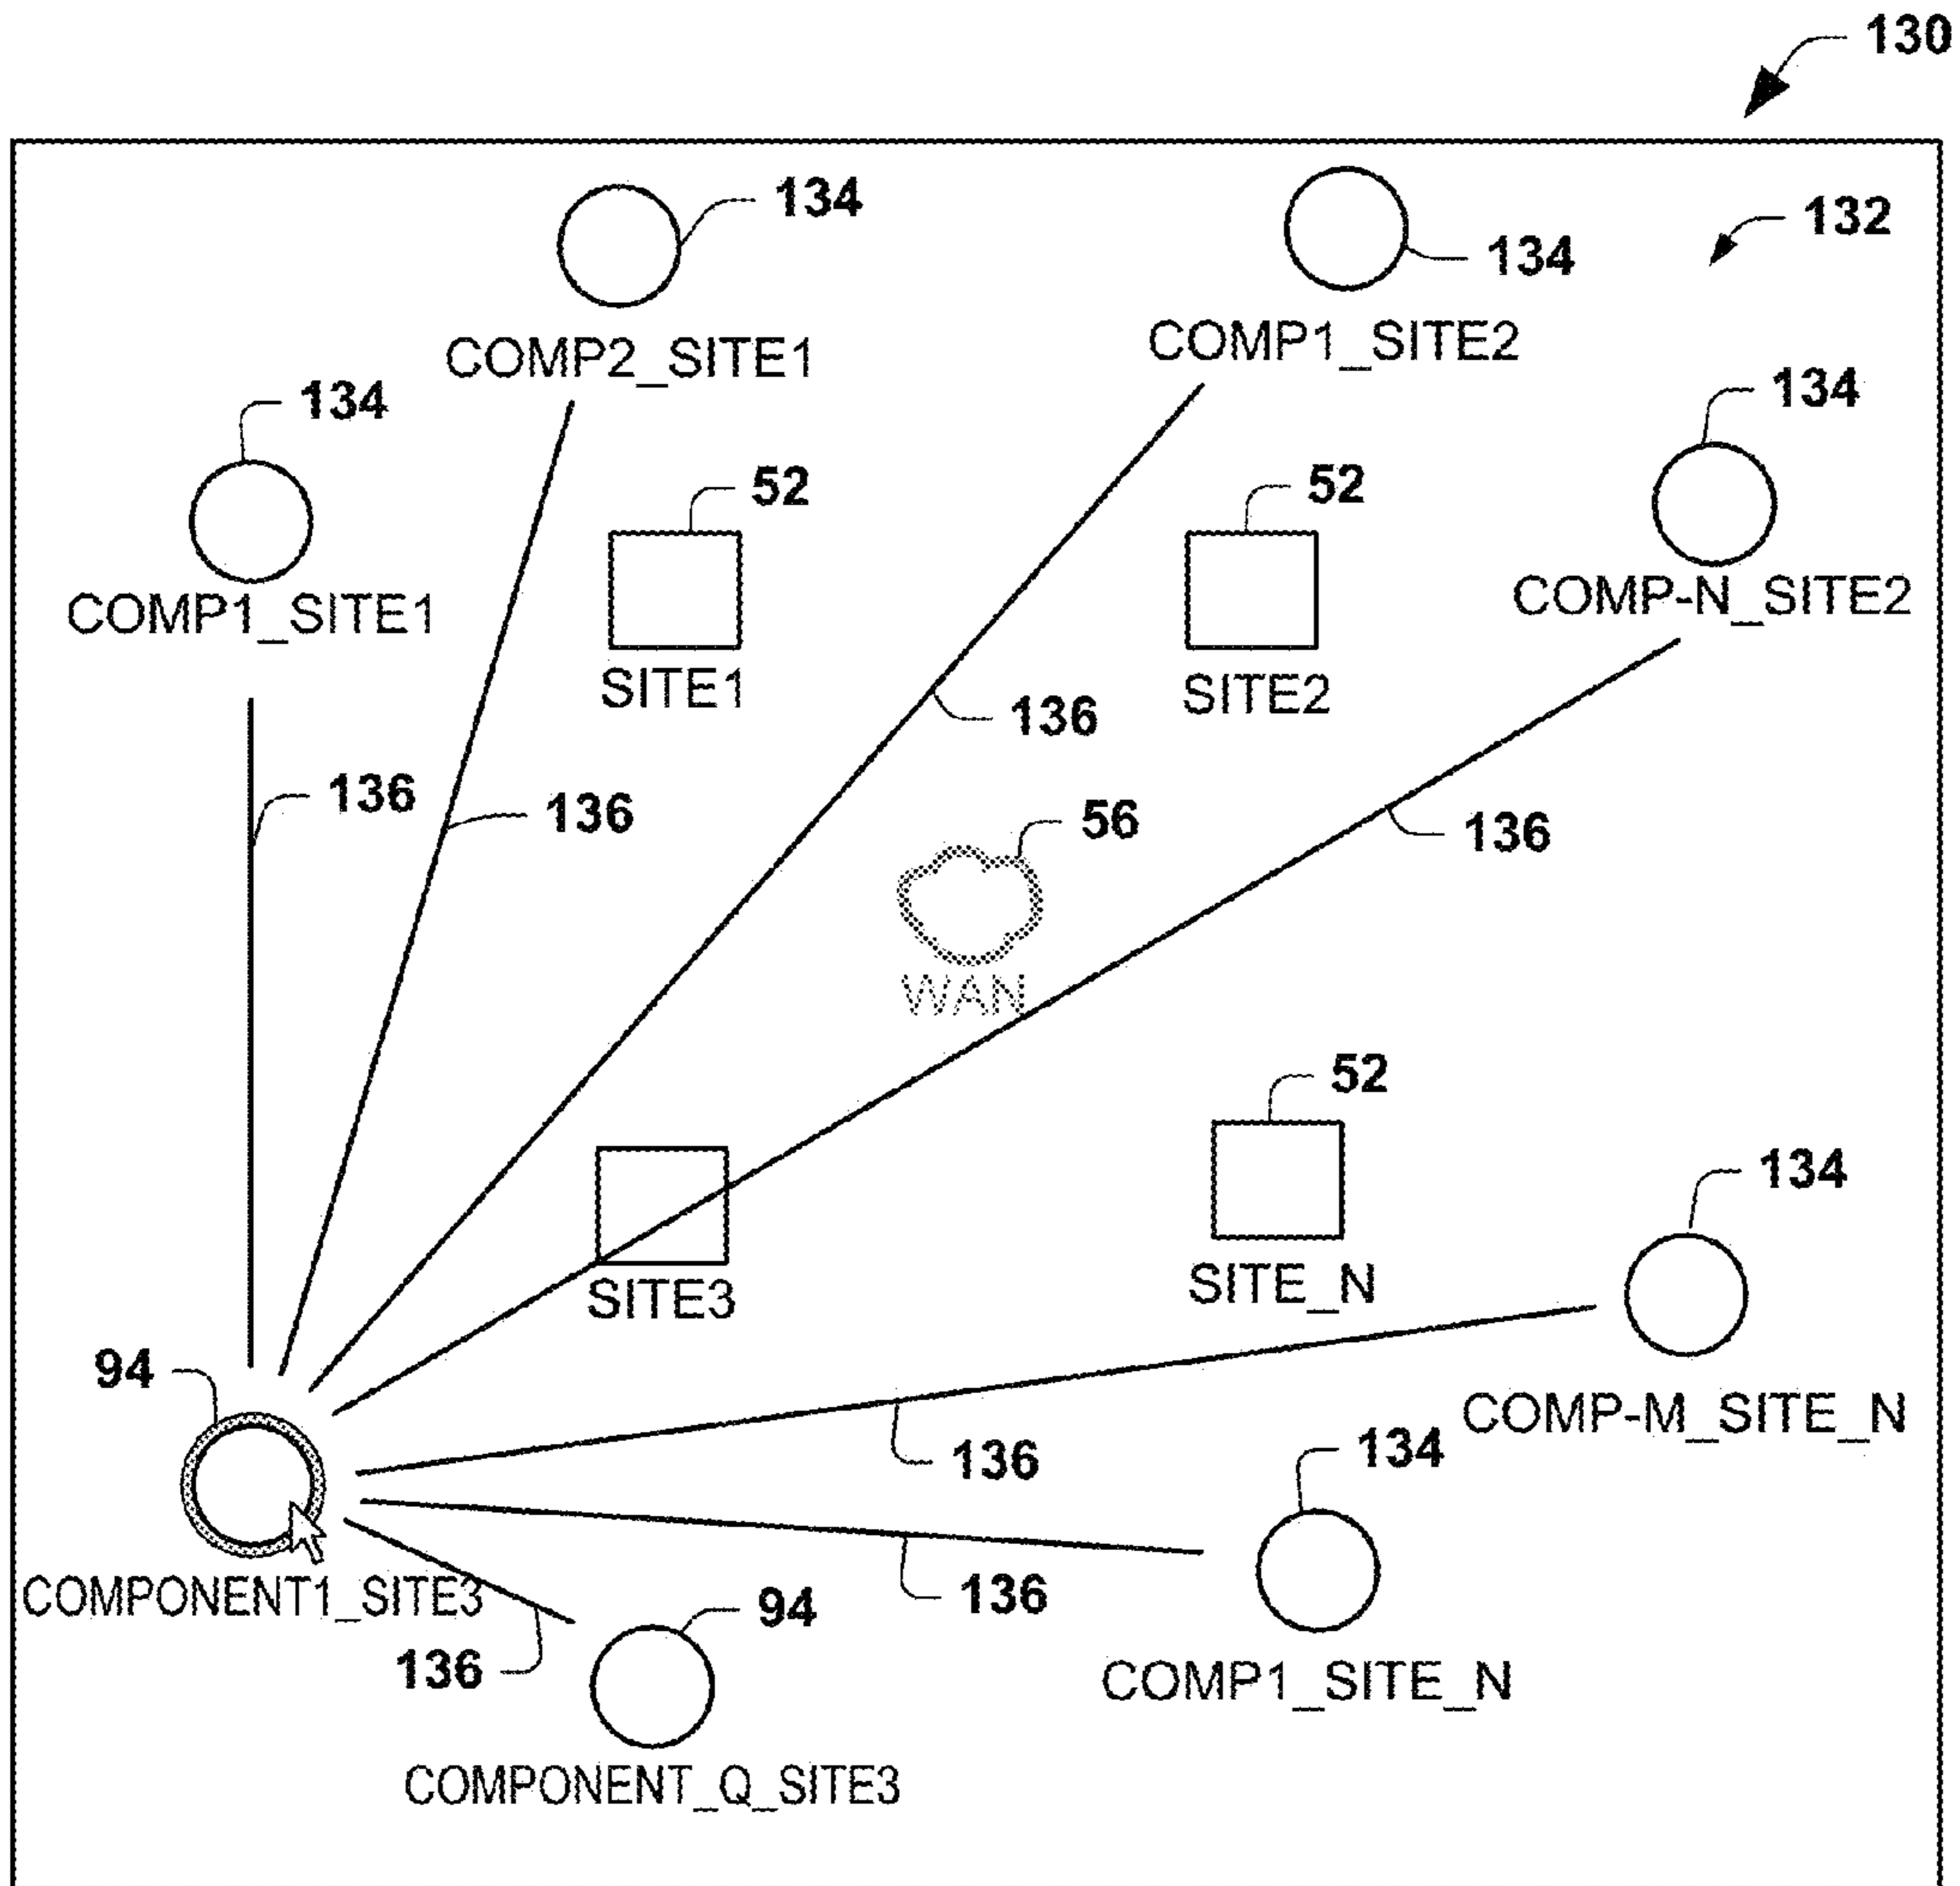 130
134
132
134
COMP2_SITE1
COMP1_SITE2
134
134
52
52
COMP1_SITE1
COMP-N_SITE2
SITE1
SITE2
136
136
136
56
136
WAN
52
134
SITE3
SITE_N
94
COMP-M_SITE_N
136
134
COMPONENT1_SITE3
136
94
136
COMP1_SITE_N
COMPONENT_Q_SITE3